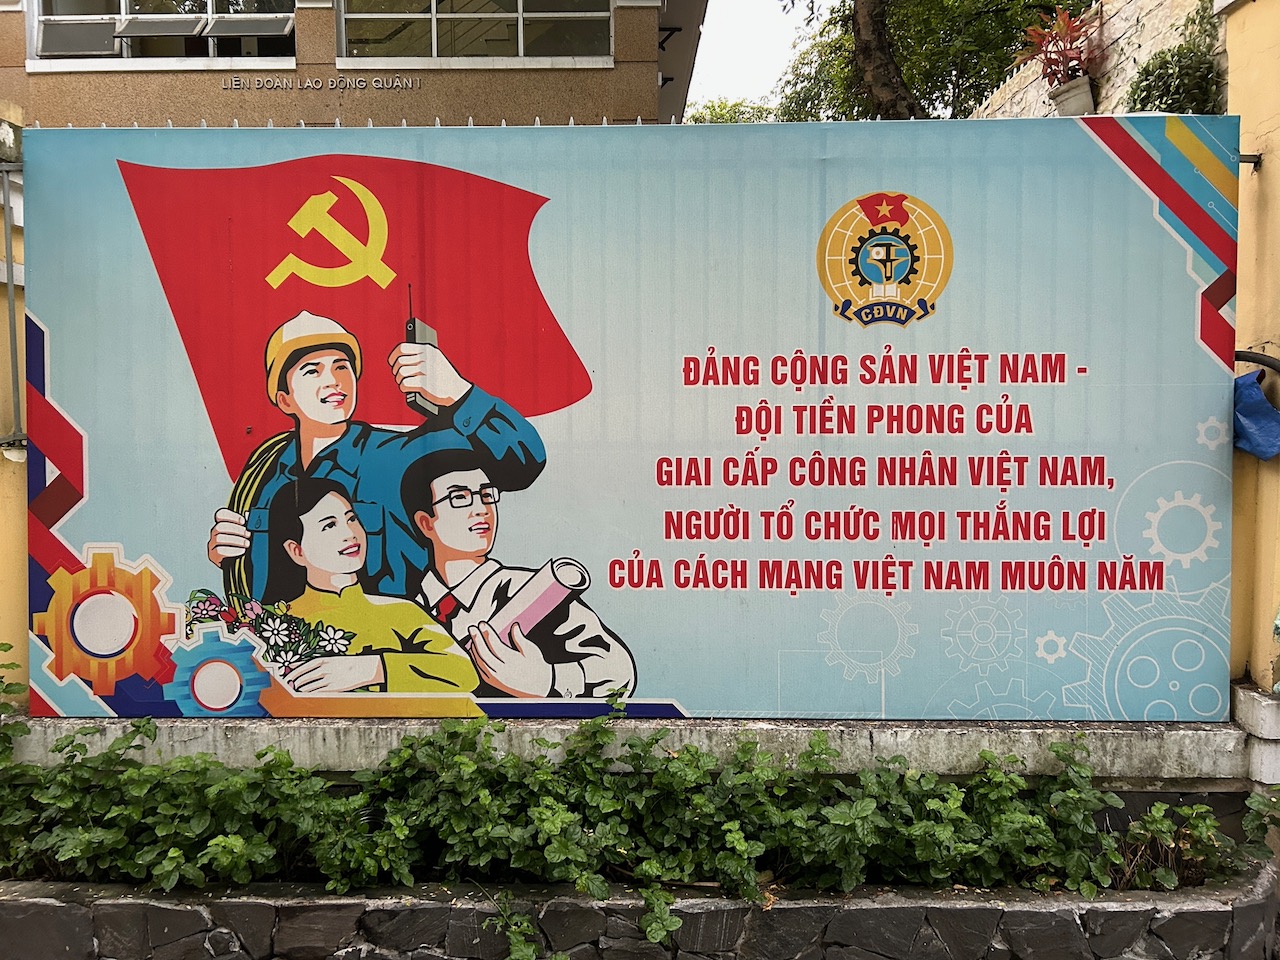 LIÊN ĐOÀN LAO ĐỘNG QUẬN 1
CĐVN
ĐẢNG CỘNG SẢN VIỆT NAM -
ĐỘI TIỀN PHONG CỦA
GIAI CẤP CÔNG NHÂN VIỆT NAM,
NGƯỜI TỔ CHỨC MỌI THẮNG LỢI
CỦA CÁCH MẠNG VIỆT NAM MUÔN NĂM